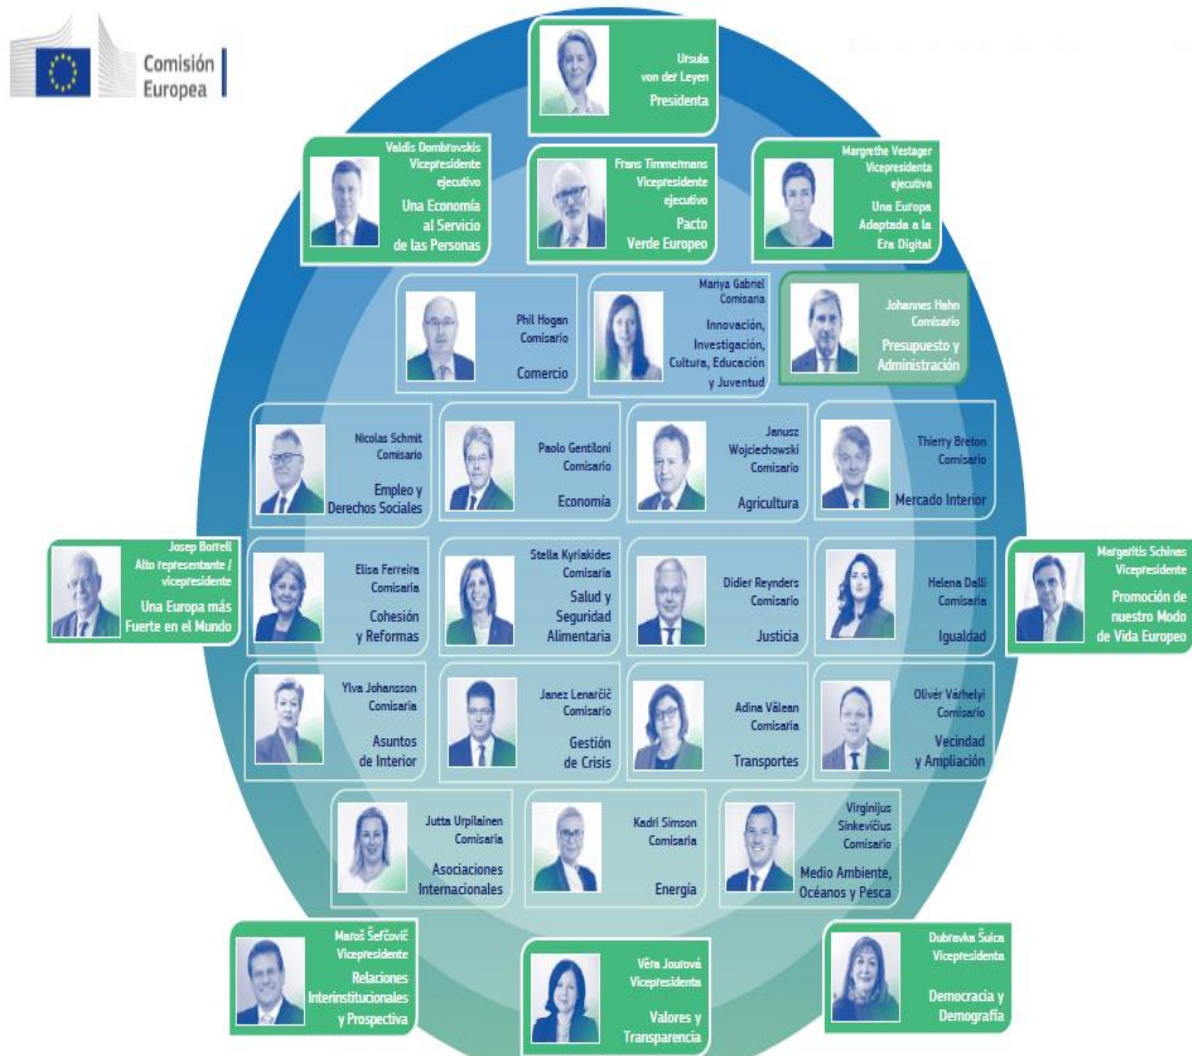 Comisión
Europea
Ursula
von der Leyen
Presidenta
Valdis Dombrovskis
Vicepresidente
ejecutivo
Una Economía
al Servicio
de las Personas
Frans Timmermans
Vicepresidente
ejecutivo
Pacto
Verde Europeo
Margrethe Vestager
Vicepresidenta
ejecutiva
Una Europa
Adaptada a la
Era Digital
Phil Hogan
Comisario
Comercio
Mariya Gabriel
Comisaria
Innovación,
Investigación,
Cultura, Educación
y Juventud
Johannes Hahn
Comisario
Presupuesto y
Administración
Nicolas Schmit
Comisario
Empleo y
Derechos Sociales
Paolo Gentiloni
Comisario
Economía
Janusz
Wojciechowski
Comisario
Agricultura
Thierry Breton
Comisario
Mercado Interior
Josep Borrell
Alto representante /
vicepresidente
Una Europa más
Fuerte en el Mundo
Elisa Ferreira
Comisaria
Cohesión
y Reformas
Stella Kyriakides
Comisaria
Salud y
Seguridad
Alimentaria
Didier Reynders
Comisario
Justicia
Helena Dalli
Comisaria
Igualdad
Margaritis Schinas
Vicepresidente
Promoción de
nuestro Modo
de Vida Europeo
Ylva Johansson
Comisaria
Asuntos
de Interior
Janez Lenarčič
Comisario
Gestión
de Crisis
Adina Vălean
Comisaria
Transportes
Olivér Várhelyi
Comisario
Vecindad
y Ampliación
Jutta Urpilainen
Comisaria
Asociaciones
Internacionales
Kadri Simson
Comisaria
Energía
Virginijus
Sinkevičius
Comisario
Medio Ambiente,
Océanos y Pesca
Maroš Šefčovič
Vicepresidente
Relaciones
Interinstitucionales
y Prospectiva
Věra Jourová
Vicepresidenta
Valores y
Transparencia
Dubravka Šuica
Vicepresidenta
Democracia y
Demografía